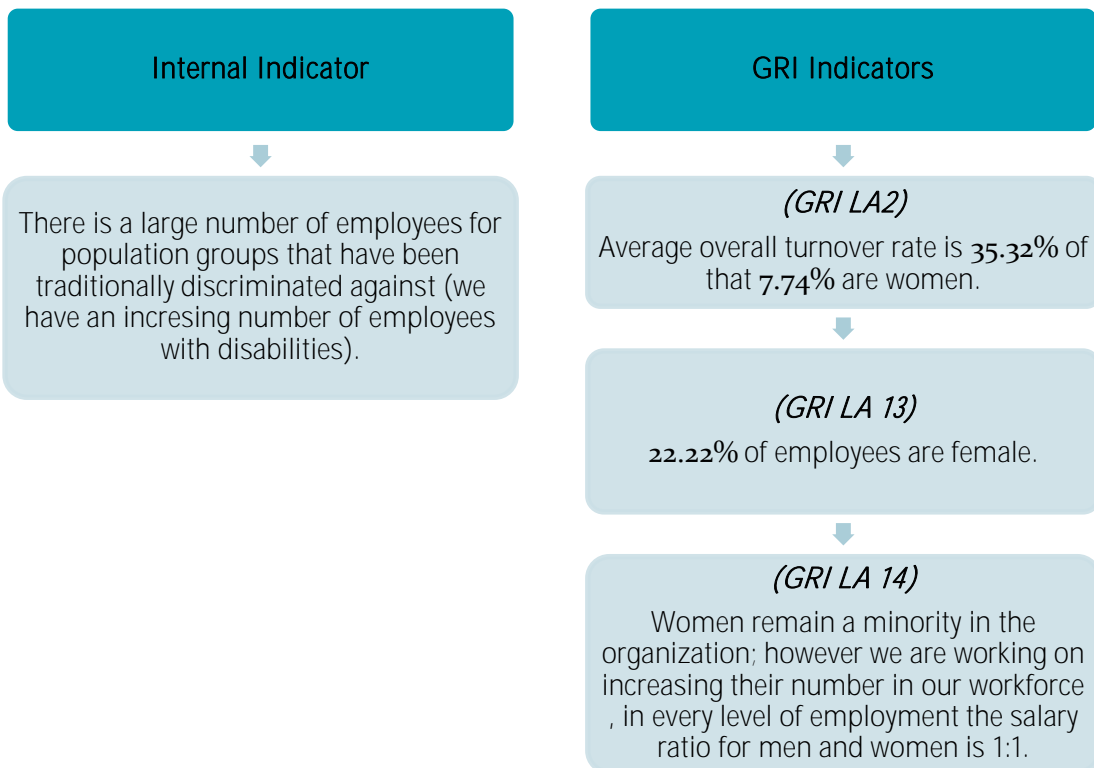 Internal Indicator
There is a large number of employees for
population groups that have been
traditionally discriminated against (we
have an incresing number of employees
with disabilities).
GRI Indicators
(GRI LA2)
Average overall turnover rate is 35.32% of
that 7.74% are women.
(GRI LA 13)
22.22% of employees are female.
(GRI LA 14)
Women remain a minority in the
organization; however we are working on
increasing their number in our workforce
, in every level of employment the salary
ratio for men and women is 1:1.